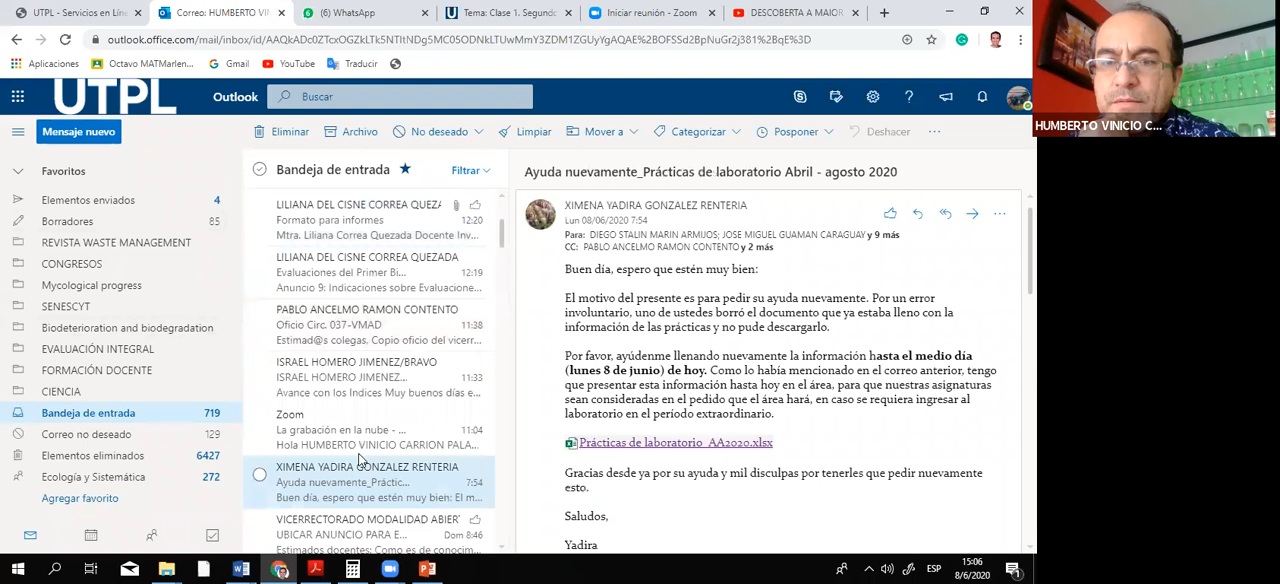 UTPL - Servicios en Líne
Correo: HUMBERTO VIN
(6) WhatsApp
Tema: Clase 1. Segundo
Iniciar reunión - Zoom
DESCOBERTA A MAIOR
outlook.office.com/mail/inbox/id/AAQkADc0ZTcxOGZkLTk5NTItNDg5MC05ODNkLTUwMmY3ZDM1ZGUyYgAQAE%2BOFSSd2BpNuGr2j381%2BqE%3D
Aplicaciones
Octavo MATMarlen...
Gmail
YouTube
Traducir
UTPL
Outlook
Buscar
Mensaje nuevo
Eliminar
Archivo
No deseado
Limpiar
Mover a
Categorizar
Posponer
Deshacer
Favoritos
Elementos enviados 4
Borradores 85
REVISTA WASTE MANAGEMENT
CONGRESOS
Mycological progress
SENESCYT
Biodeterioration and biodegradation
EVALUACIÓN INTEGRAL
FORMACIÓN DOCENTE
CIENCIA
Bandeja de entrada 719
Correo no deseado 129
Elementos eliminados 6427
Ecología y Sistemática 272
Agregar favorito
Bandeja de entrada
Filtrar
LILIANA DEL CISNE CORREA QUEZA
Formato para informes 12:20
Mtra. Liliana Correa Quezada Docente Inv...
LILIANA DEL CISNE CORREA QUEZADA
Evaluaciones del Primer Bi... 12:19
Anuncio 9: Indicaciones sobre Evaluacione...
PABLO ANCELMO RAMON CONTENTO
Oficio Circ. 037-VMAD 11:38
Estimad@s colegas, Copio oficio del vicerr...
ISRAEL HOMERO JIMENEZ/BRAVO
ISRAEL HOMERO JIMENEZ... 11:33
Avance con los Indices Muy buenos días e...
Zoom
La grabación en la nube - ... 11:04
Hola HUMBERTO VINICIO CARRION PALA...
XIMENA YADIRA GONZALEZ RENTERIA
Ayuda nuevamente_Práctic... 7:54
Buen día, espero que estén muy bien: El m...
VICERRECTORADO MODALIDAD ABIER
UBICAR ANUNCIO PARA E... Dom 8:46
Estimados docentes: Como es de conocim...
Ayuda nuevamente_Prácticas de laboratorio Abril - agosto 2020
XIMENA YADIRA GONZALEZ RENTERIA
Lun 08/06/2020 7:54
Para: DIEGO STALIN MARIN ARMIJOS; JOSE MIGUEL GUAMAN CARAGUAY y 9 más
CC: PABLO ANCELMO RAMON CONTENTO y 2 más
Buen día, espero que estén muy bien:
El motivo del presente es para pedir su ayuda nuevamente. Por un error
involuntario, uno de ustedes borró el documento que ya estaba lleno con la
información de las prácticas y no pude descargarlo.
Por favor, ayúdenme llenando nuevamente la información hasta el medio día
(lunes 8 de junio) de hoy. Como lo había mencionado en el correo anterior, tengo
que presentar esta información hasta hoy en el área, para que nuestras asignaturas
sean consideradas en el pedido que el área hará, en caso se requiera ingresar al
laboratorio en el período extraordinario.
Prácticas de laboratorio_AA2020.xlsx
Gracias desde ya por su ayuda y mil disculpas por tenerles que pedir nuevamente
esto.
Saludos,
Yadira
HUMBERTO VINICIO C...
ESP
15:06
8/6/2020